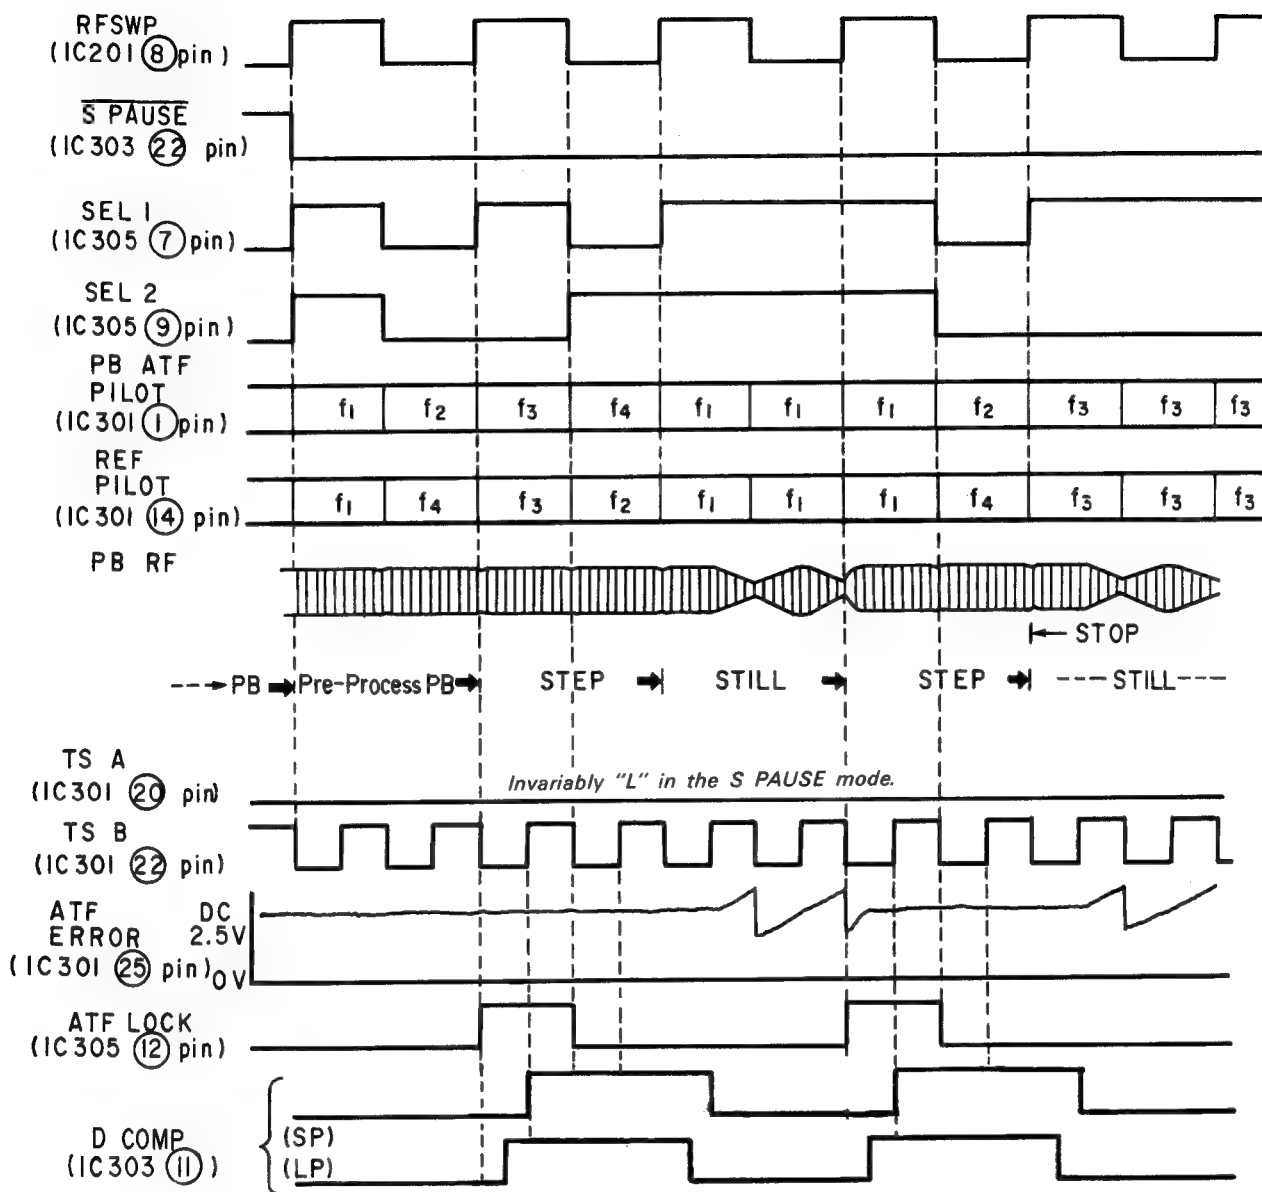 RFSWP
(IC201 ⑧ pin)
S PAUSE
(IC303 ㉒ pin)
SEL 1
(IC305 ⑦ pin)
SEL 2
(IC305 ⑨ pin)
PB ATF
PILOT
(IC301 ① pin)
f1 f2 f3 f4 f1 f1 f1 f2 f3 f3 f3
REF
PILOT
(IC301 ⑭ pin)
f1 f4 f3 f2 f1 f1 f1 f4 f3 f3 f3
PB RF
STOP
PB Pre-Process PB STEP STILL STEP STILL
TS A
(IC301 ⑳ pin)
Invariably "L" in the S PAUSE mode.
TS B
(IC301 ㉒ pin)
ATF
ERROR
(IC301 ㉕ pin)
DC
2.5V
0V
ATF LOCK
(IC305 ⑫ pin)
D COMP
(IC303 ⑪)
(SP)
(LP)